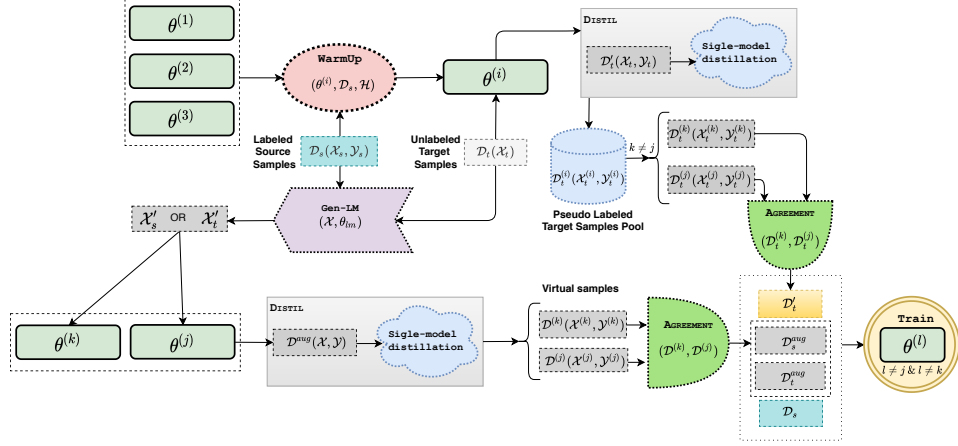 θ^(1)
θ^(2)
θ^(3)
WarmUp
(θ^(i), 𝒟_s, ℋ)
θ^(i)
Distil
𝒟′_t(𝒳_t, 𝒴_t)
Sigle-model
distillation
Labeled
Source
Samples
𝒟_s(𝒳_s, 𝒴_s)
Unlabeled
Target
Samples
𝒟_t(𝒳_t)
𝒟_t^(i)(𝒳_t^(i), 𝒴_t^(i))
Pseudo Labeled
Target Samples Pool
k ≠ j
𝒟_t^(k)(𝒳_t^(k), 𝒴_t^(k))
𝒟_t^(j)(𝒳_t^(j), 𝒴_t^(j))
Agreement
(𝒟_t^(k), 𝒟_t^(j))
Gen-LM
(𝒳, θ_lm)
𝒳′_s OR 𝒳′_t
θ^(k)
θ^(j)
Distil
𝒟^aug(𝒳, 𝒴)
Sigle-model
distillation
Virtual samples
𝒟^(k)(𝒳^(k), 𝒴^(k))
𝒟^(j)(𝒳^(j), 𝒴^(j))
Agreement
(𝒟^(k), 𝒟^(j))
𝒟′_t
𝒟_s^aug
𝒟_t^aug
𝒟_s
Train
θ^(l)
l ≠ j & l ≠ k